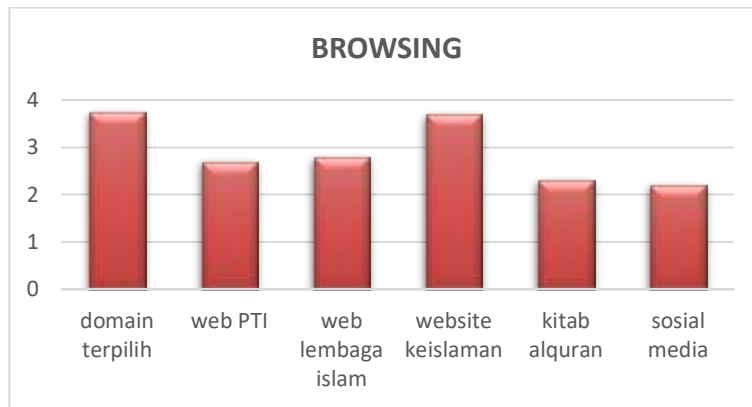 BROWSING
4
3
2
1
0
domain terpilih
web PTI
web lembaga islam
website keislaman
kitab alquran
sosial media